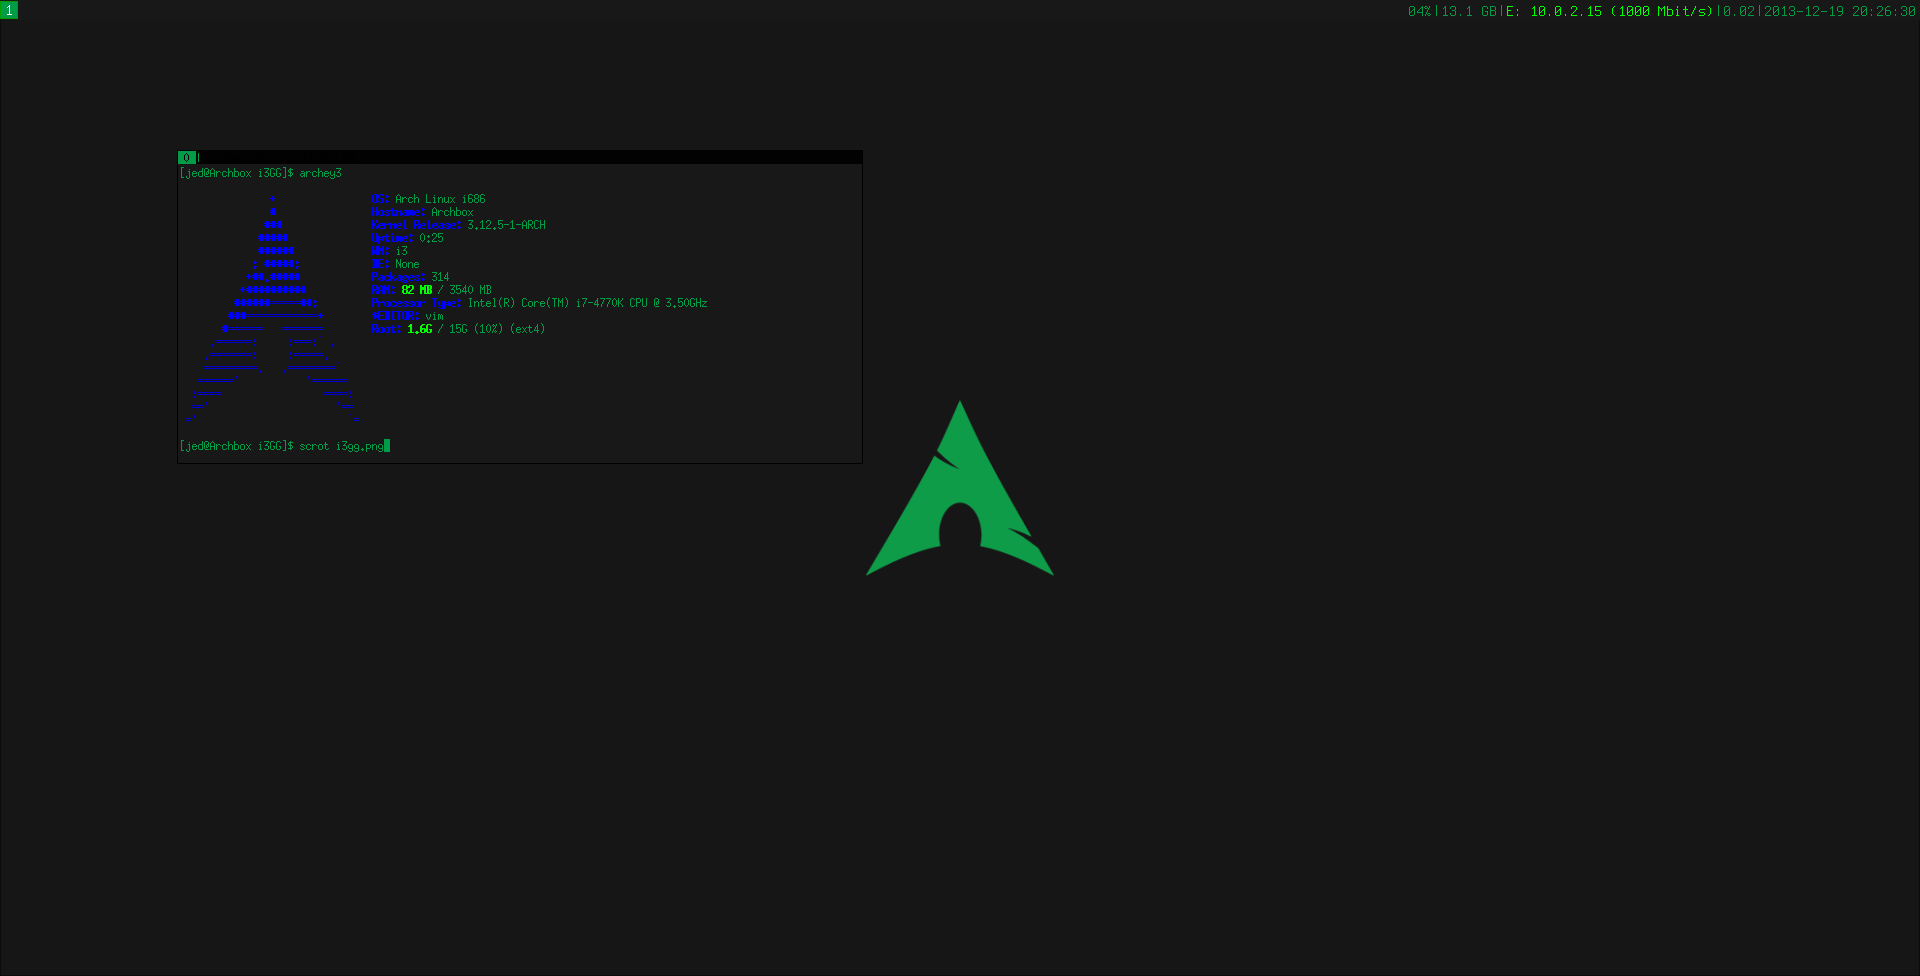 1
04%|13.1 GB|E: 10.0.2.15 (1000 Mbit/s)|0.02|2013-12-19 20:26:30
0
[jed@Archbox i3GG]$ archey3
OS: Arch Linux i686
Hostname: Archbox
Kernel Release: 3.12.5-1-ARCH
Uptime: 0:25
WM: i3
: None
Packages: 314
RAM: 82 MB / 3540 MB
Processor Type: Intel(R) Core(TM) i7-4770K CPU @ 3.50GHz
$EDITOR: vim
Root: 1.6G / 15G (10%) (ext4)
[jed@Archbox i3GG]$ scrot i3gg.png